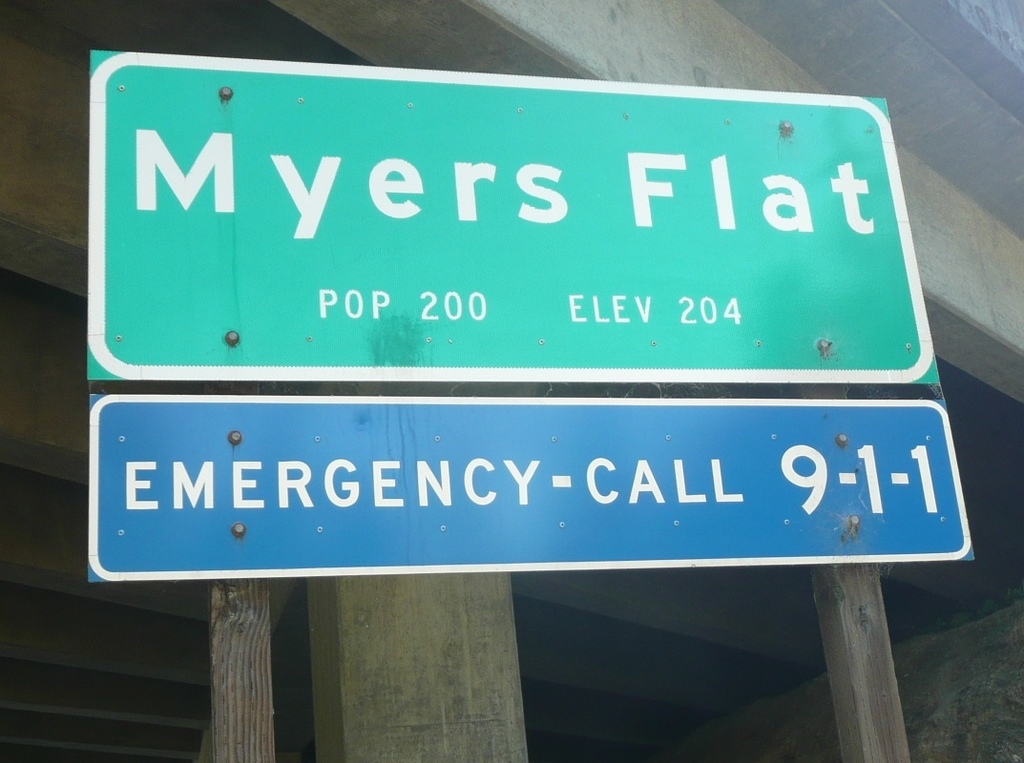 Myers Flat
POP 200 ELEV 204
EMERGENCY-CALL 9-1-1